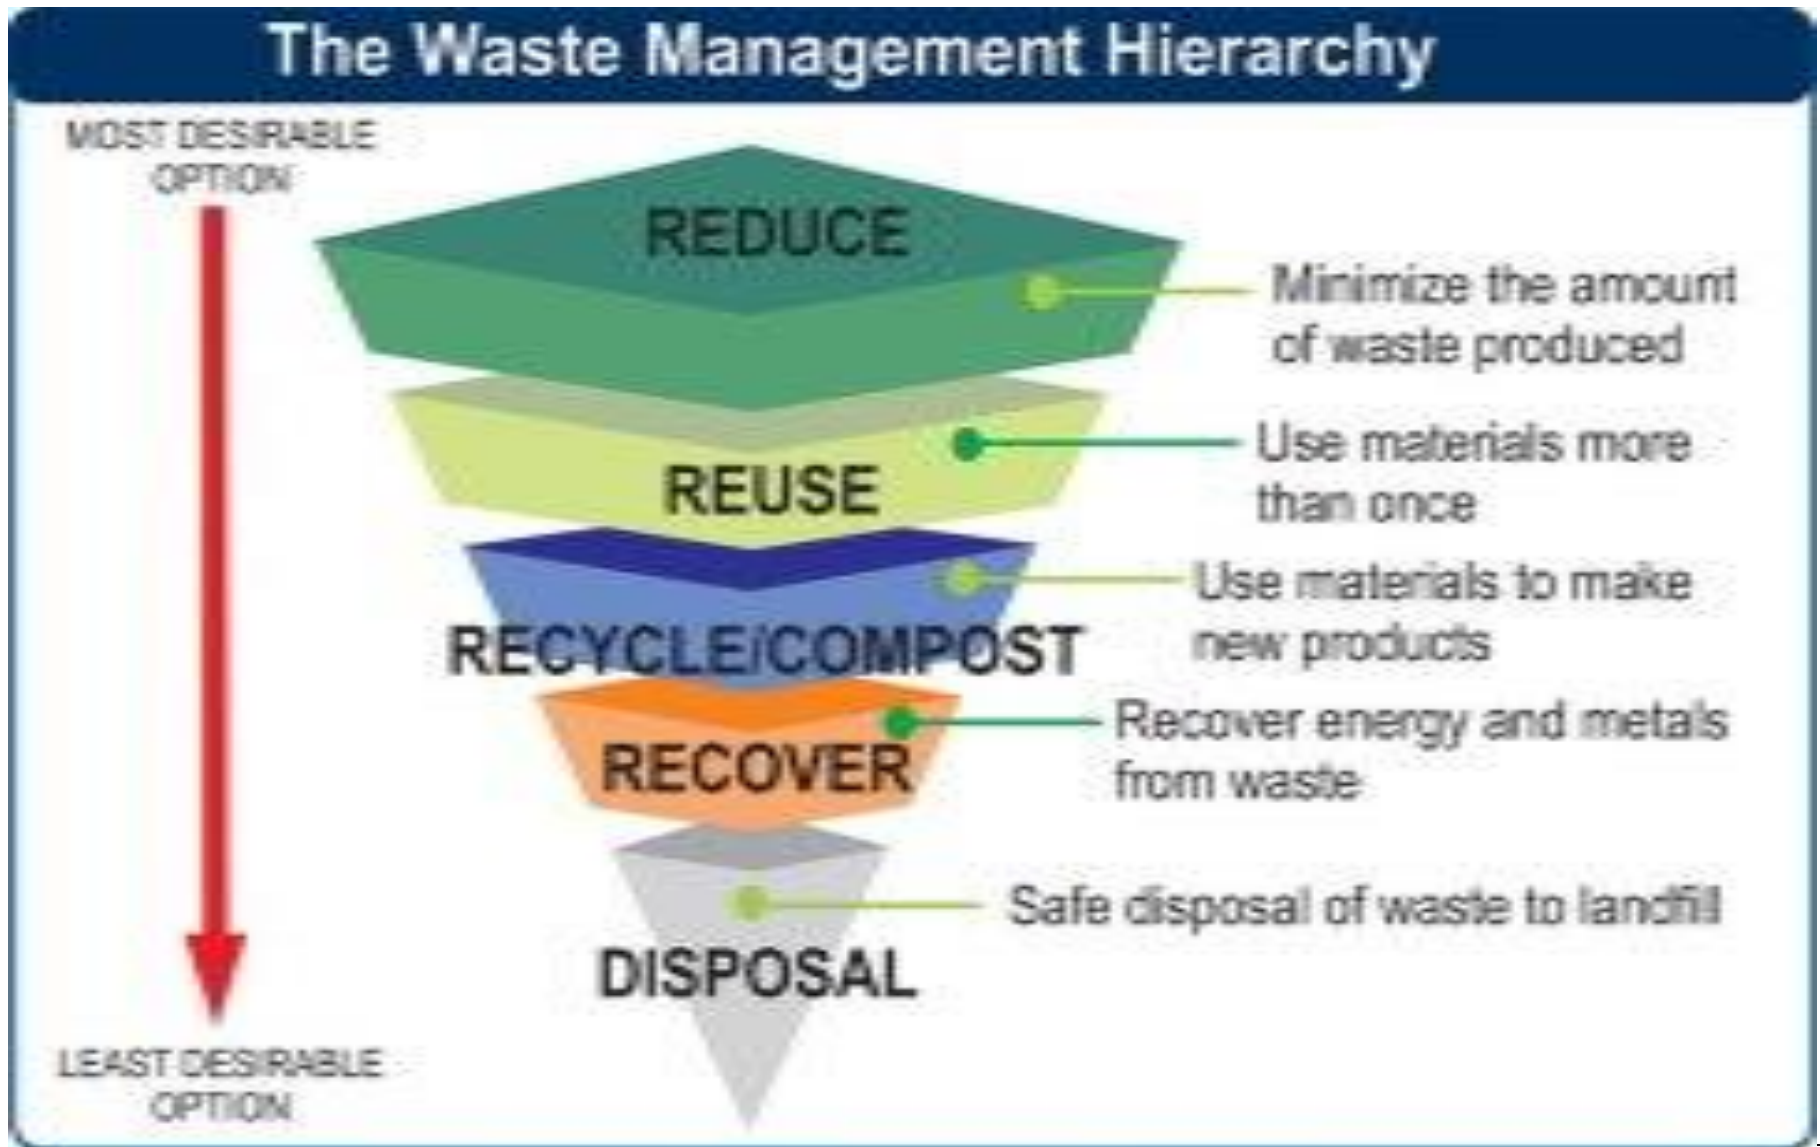 The Waste Management Hierarchy
MOST DESIRABLE
OPTION
REDUCE
Minimize the amount
of waste produced
REUSE
Use materials more
than once
RECYCLE/COMPOST
Use materials to make
new products
RECOVER
Recover energy and metals
from waste
DISPOSAL
Safe disposal of waste to landfill
LEAST DESIRABLE
OPTION